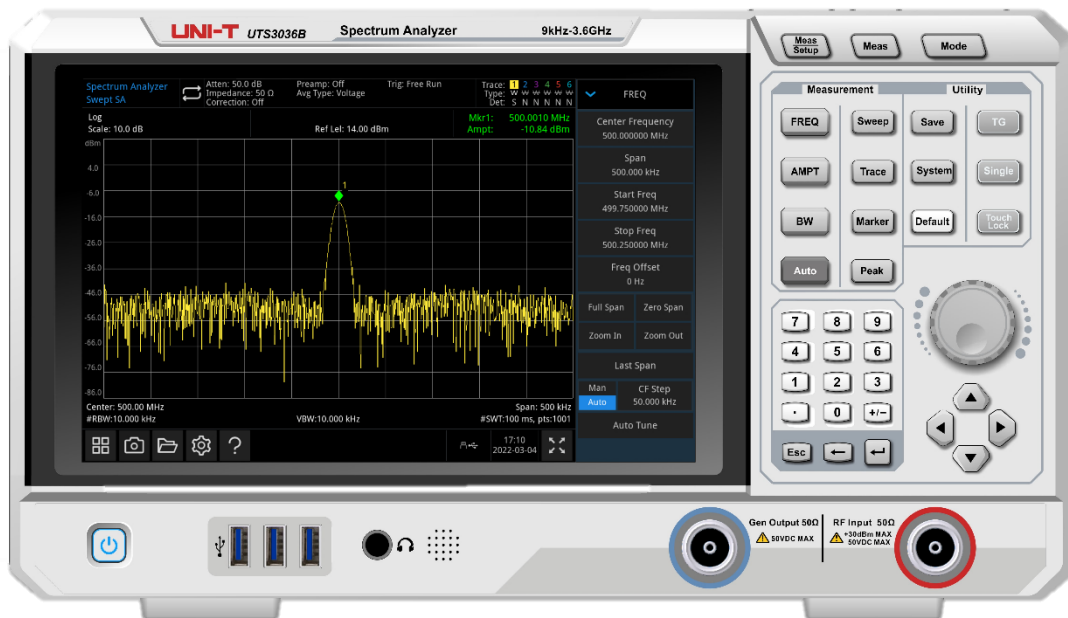 UNI-T UTS3036B Spectrum Analyzer 9kHz-3.6GHz
Spectrum Analyzer
Swept SA
Atten: 50.0 dB
Impedance: 50 Ω
Correction: Off
Preamp: Off
Avg Type: Voltage
Trig: Free Run
Trace: 1 2 3 4 5 6
Type: W W W W W W
Det: S N N N N N
Log
Scale: 10.0 dB
Ref Lel: 14.00 dBm
Mkr1: 500.0010 MHz
Ampt: -10.84 dBm
dBm
4.0
-6.0
-16.0
-26.0
-36.0
-46.0
-56.0
-66.0
-76.0
-86.0
1
Center: 500.00 MHz
#RBW:10.000 kHz
VBW:10.000 kHz
Span: 500 kHz
#SWT:100 ms, pts:1001
?
17:10
2022-03-04
FREQ
Center Frequency
500.000000 MHz
Span
500.000 kHz
Start Freq
499.750000 MHz
Stop Freq
500.250000 MHz
Freq Offset
0 Hz
Full Span Zero Span
Zoom In Zoom Out
Last Span
Man
Auto
CF Step
50.000 kHz
Auto Tune
Meas
Setup
Meas
Mode
Measurement Utility
FREQ Sweep Save TG
AMPT Trace System Single
BW Marker Default Touch
Lock
Auto Peak
7 8 9
4 5 6
1 2 3
· 0 +/-
Esc
Gen Output 50Ω
50VDC MAX
RF Input 50Ω
+30dBm MAX
50VDC MAX